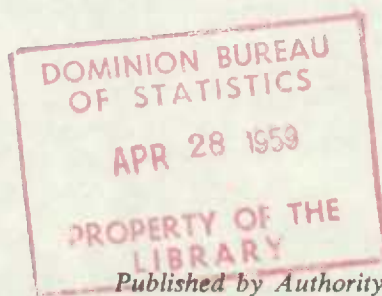 DOMINION BUREAU
OF STATISTICS
APR 28 1959
PROPERTY OF THE
LIBRARY
Published by Authority